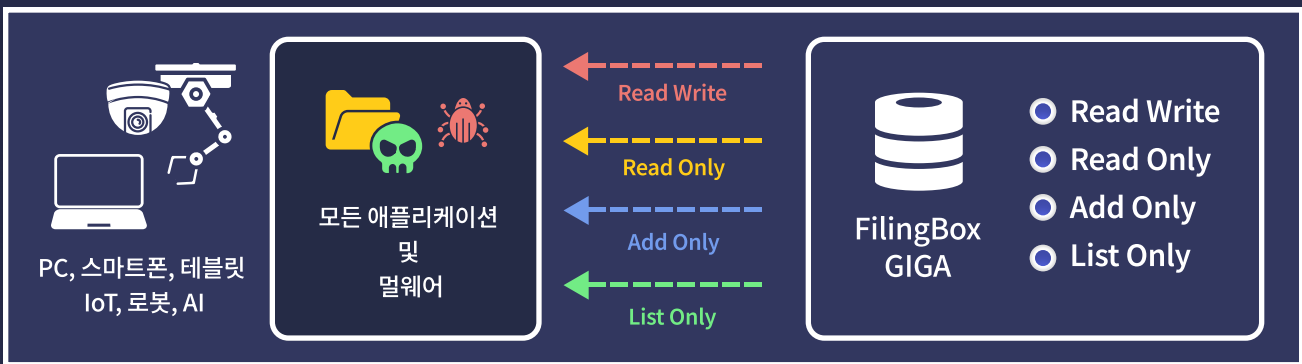 PC, 스마트폰, 테블릿
IoT, 로봇, AI
모든 애플리케이션
및
멀웨어
Read Write
Read Only
Add Only
List Only
FilingBox
GIGA
Read Write
Read Only
Add Only
List Only